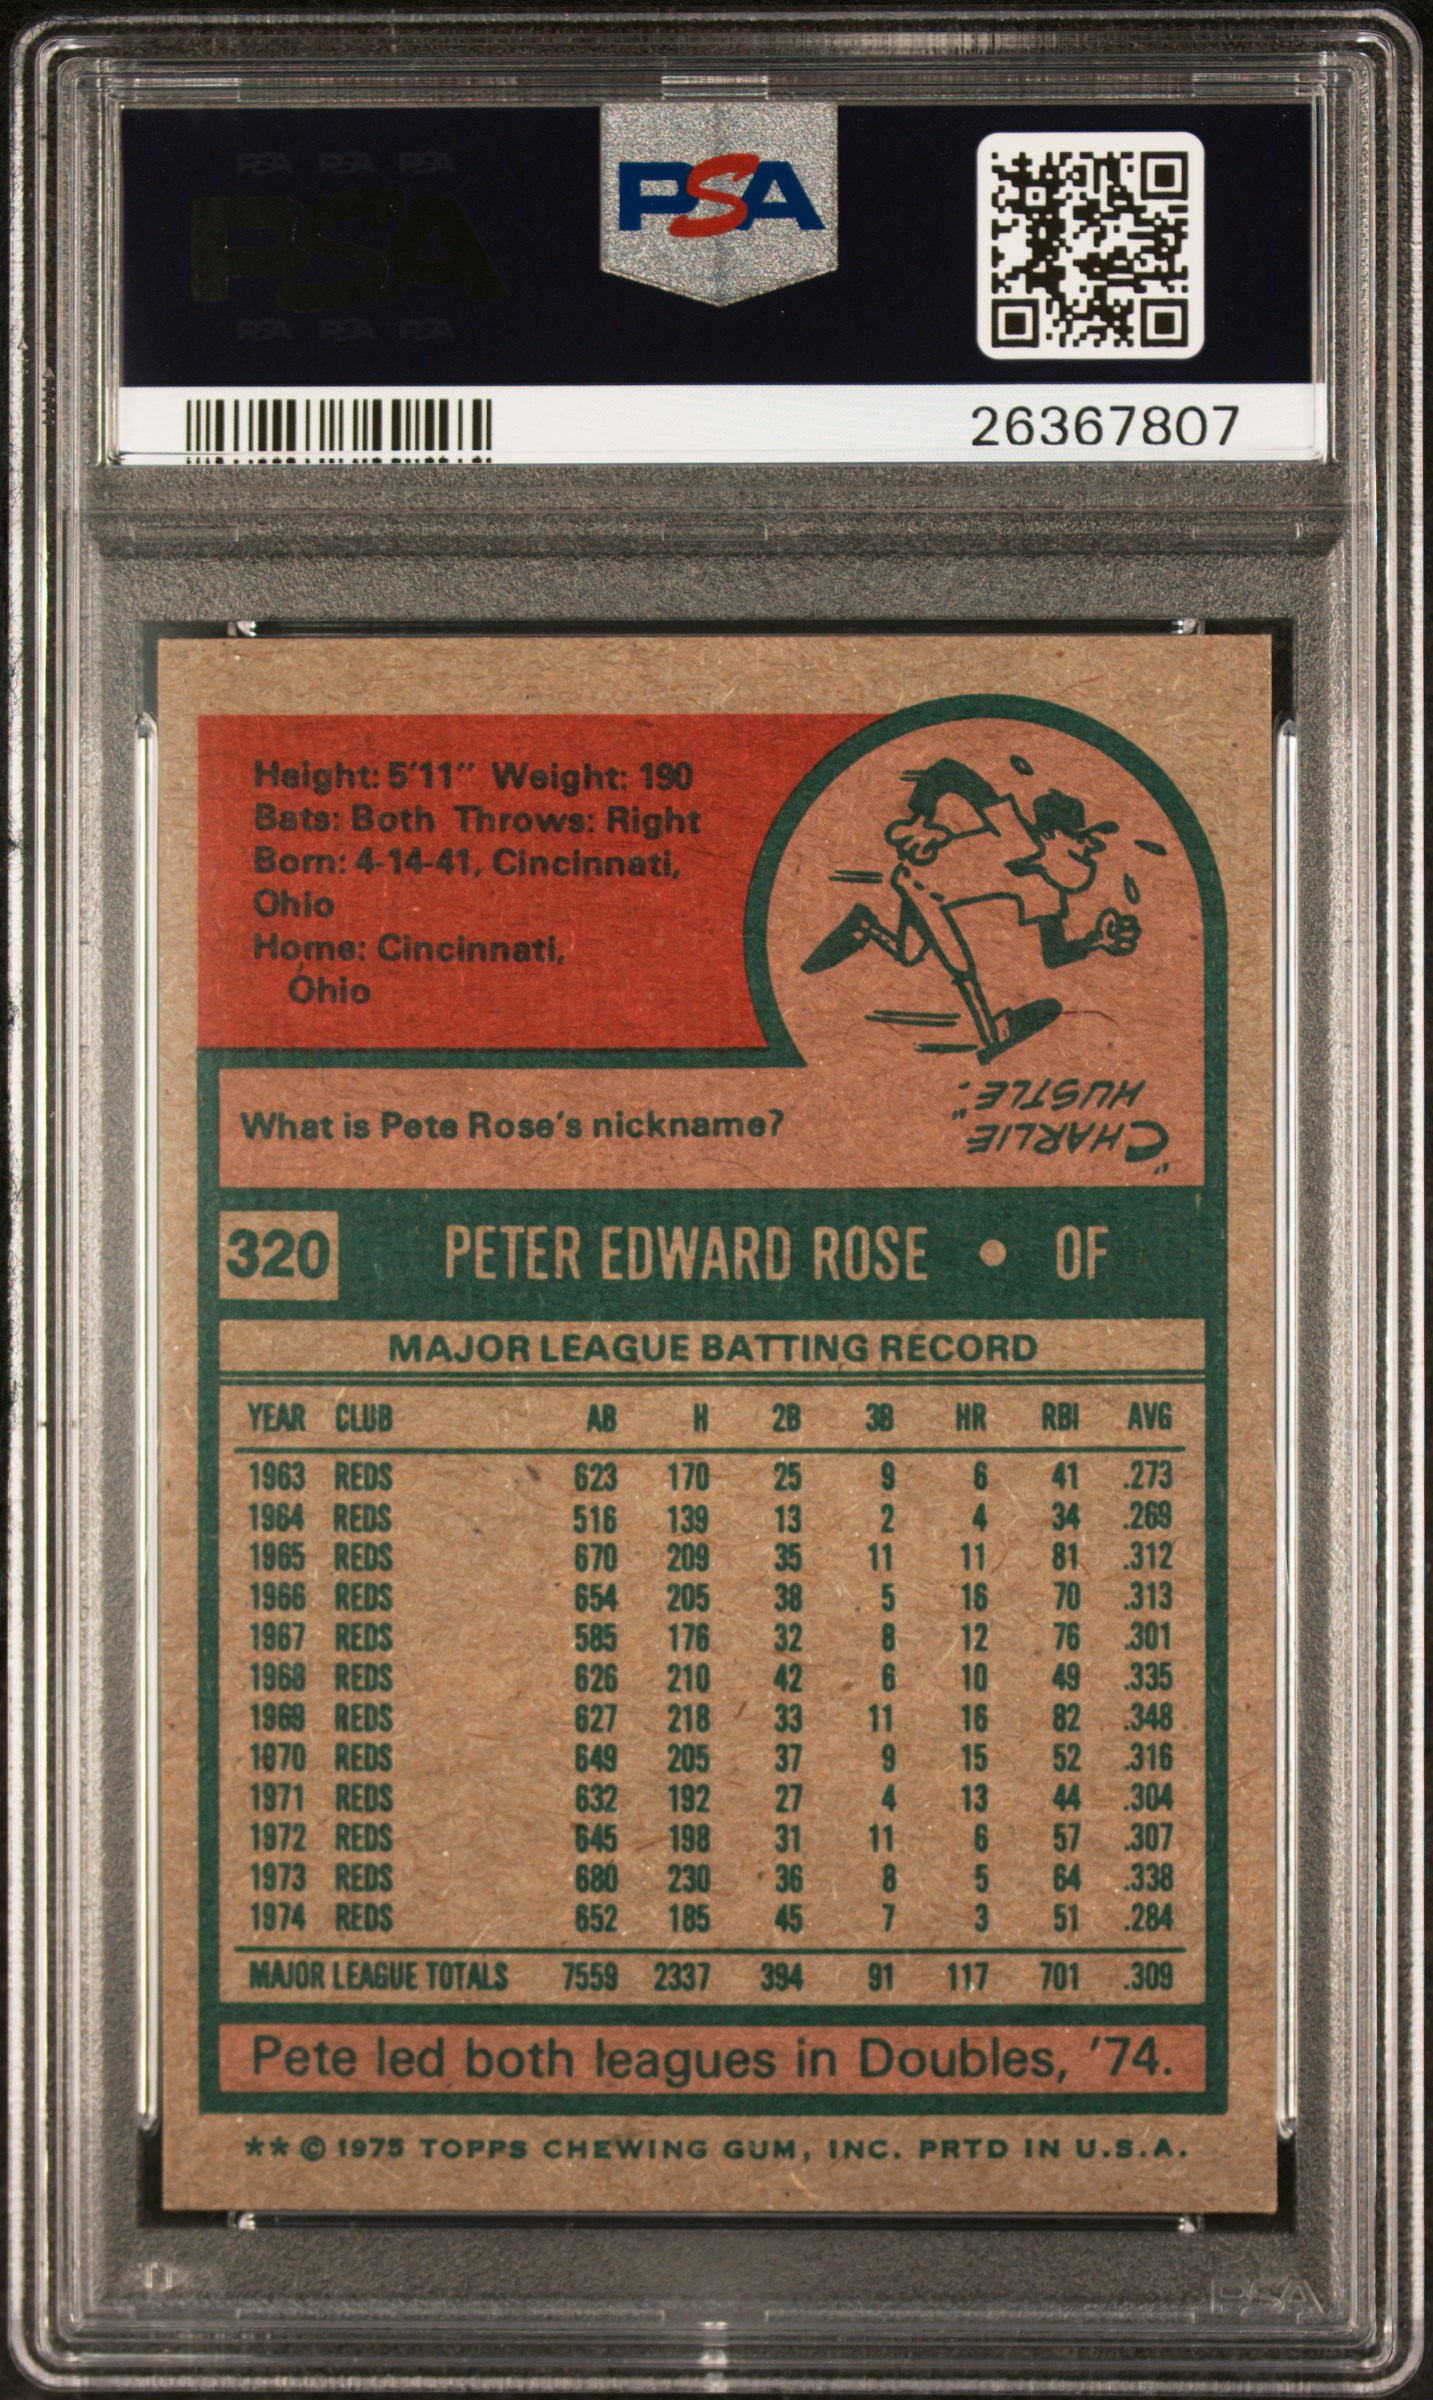 PSA PSA PSA
PSA
PSA PSA PSA
PSA
26367807
Height: 5'11" Weight: 190
Bats: Both Throws: Right
Born: 4-14-41, Cincinnati,
Ohio
Home: Cincinnati,
Ohio
What is Pete Rose's nickname?
"CHARLIE
HUSTLE."
320 PETER EDWARD ROSE • OF
MAJOR LEAGUE BATTING RECORD
YEAR CLUB AB H 2B 3B HR RBI AVG
1963 REDS 623 170 25 9 6 41 .273
1964 REDS 516 139 13 2 4 34 .269
1965 REDS 670 209 35 11 11 81 .312
1966 REDS 654 205 38 5 16 70 .313
1967 REDS 585 176 32 8 12 76 .301
1968 REDS 626 210 42 6 10 49 .335
1969 REDS 627 218 33 11 16 82 .348
1970 REDS 649 205 37 9 15 52 .316
1971 REDS 632 192 27 4 13 44 .304
1972 REDS 645 198 31 11 6 57 .307
1973 REDS 680 230 36 8 5 64 .338
1974 REDS 652 185 45 7 3 51 .284
MAJOR LEAGUE TOTALS 7559 2337 394 91 117 701 .309
Pete led both leagues in Doubles, '74.
** © 1975 TOPPS CHEWING GUM, INC. PRTD IN U.S.A.
PSA